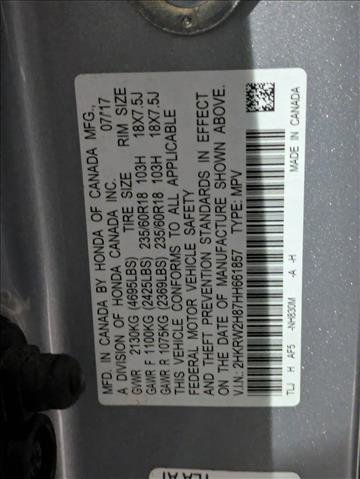 MFD. IN CANADA BY HONDA OF CANADA MFG.,
A DIVISION OF HONDA CANADA INC. 07/17
TIRE SIZE RIM SIZE
GVWR 2130KG (4695LBS)
GAWR F 1100KG (2425LBS) 235/60R18 103H 18X7.5J
GAWR R 1075KG (2369LBS) 235/60R18 103H 18X7.5J
THIS VEHICLE CONFORMS TO ALL APPLICABLE
FEDERAL MOTOR VEHICLE SAFETY
AND THEFT PREVENTION STANDARDS IN EFFECT
ON THE DATE OF MANUFACTURE SHOWN ABOVE.
V.I.N.: 2HKRW2H87HH661857 TYPE: MPV
TLJ H AF5 -NH830M -A -H MADE IN CANADA